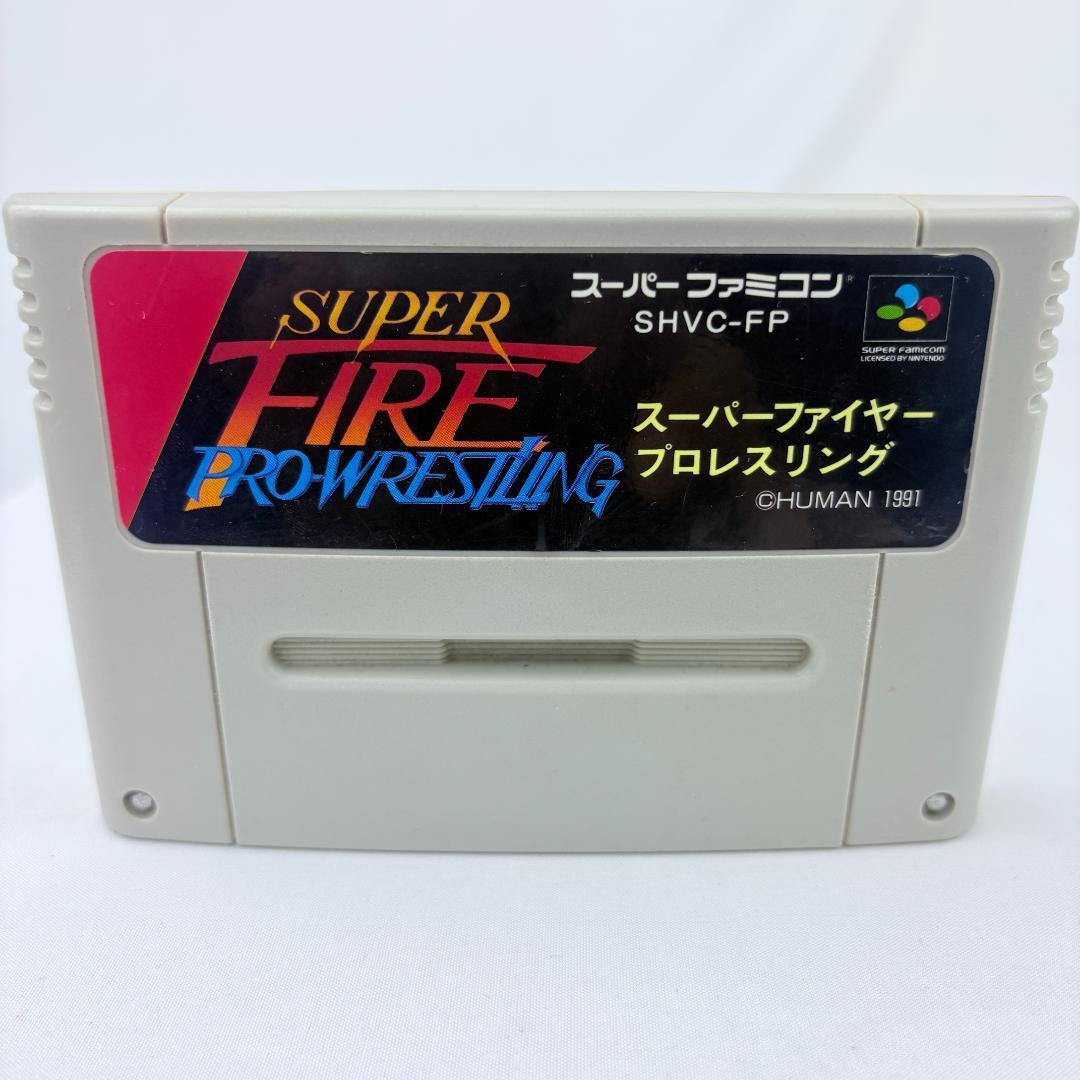 SUPER
FIRE
PRO-WRESTLING
スーパーファミコン®
SHVC-FP
SUPER FAMICOM
LICENSED BY NINTENDO
スーパーファイヤー
プロレスリング
©HUMAN 1991